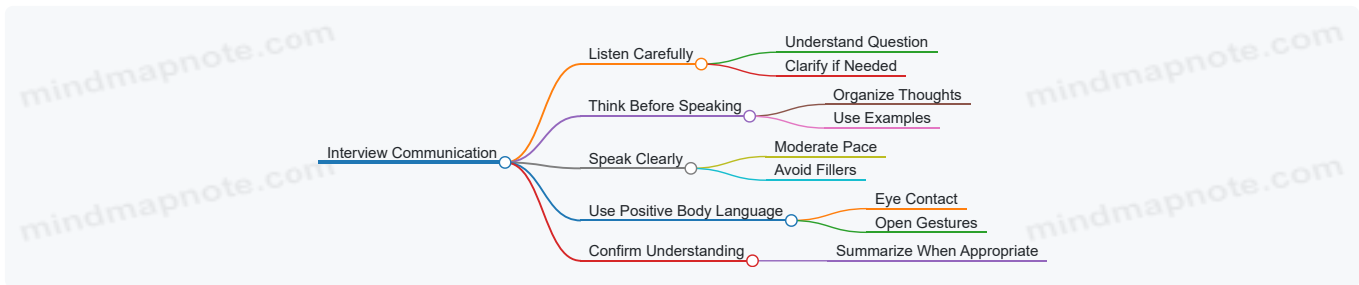 mindmapnote.com
mindmapnote.com
Interview Communication
Listen Carefully
Understand Question
Clarify if Needed
Think Before Speaking
Organize Thoughts
Use Examples
Speak Clearly
Moderate Pace
Avoid Fillers
Use Positive Body Language
Eye Contact
Open Gestures
Confirm Understanding
Summarize When Appropriate
mindmapnote.com
mindmapnote.com